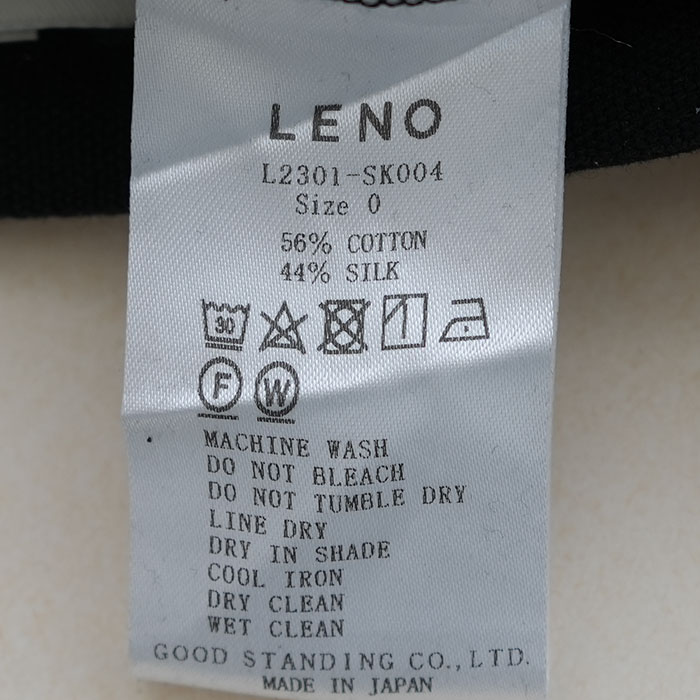 LENO
L2301-SK004
Size 0
56% COTTON
44% SILK
30
F W
MACHINE WASH
DO NOT BLEACH
DO NOT TUMBLE DRY
LINE DRY
DRY IN SHADE
COOL IRON
DRY CLEAN
WET CLEAN
GOOD STANDING CO., LTD.
MADE IN JAPAN